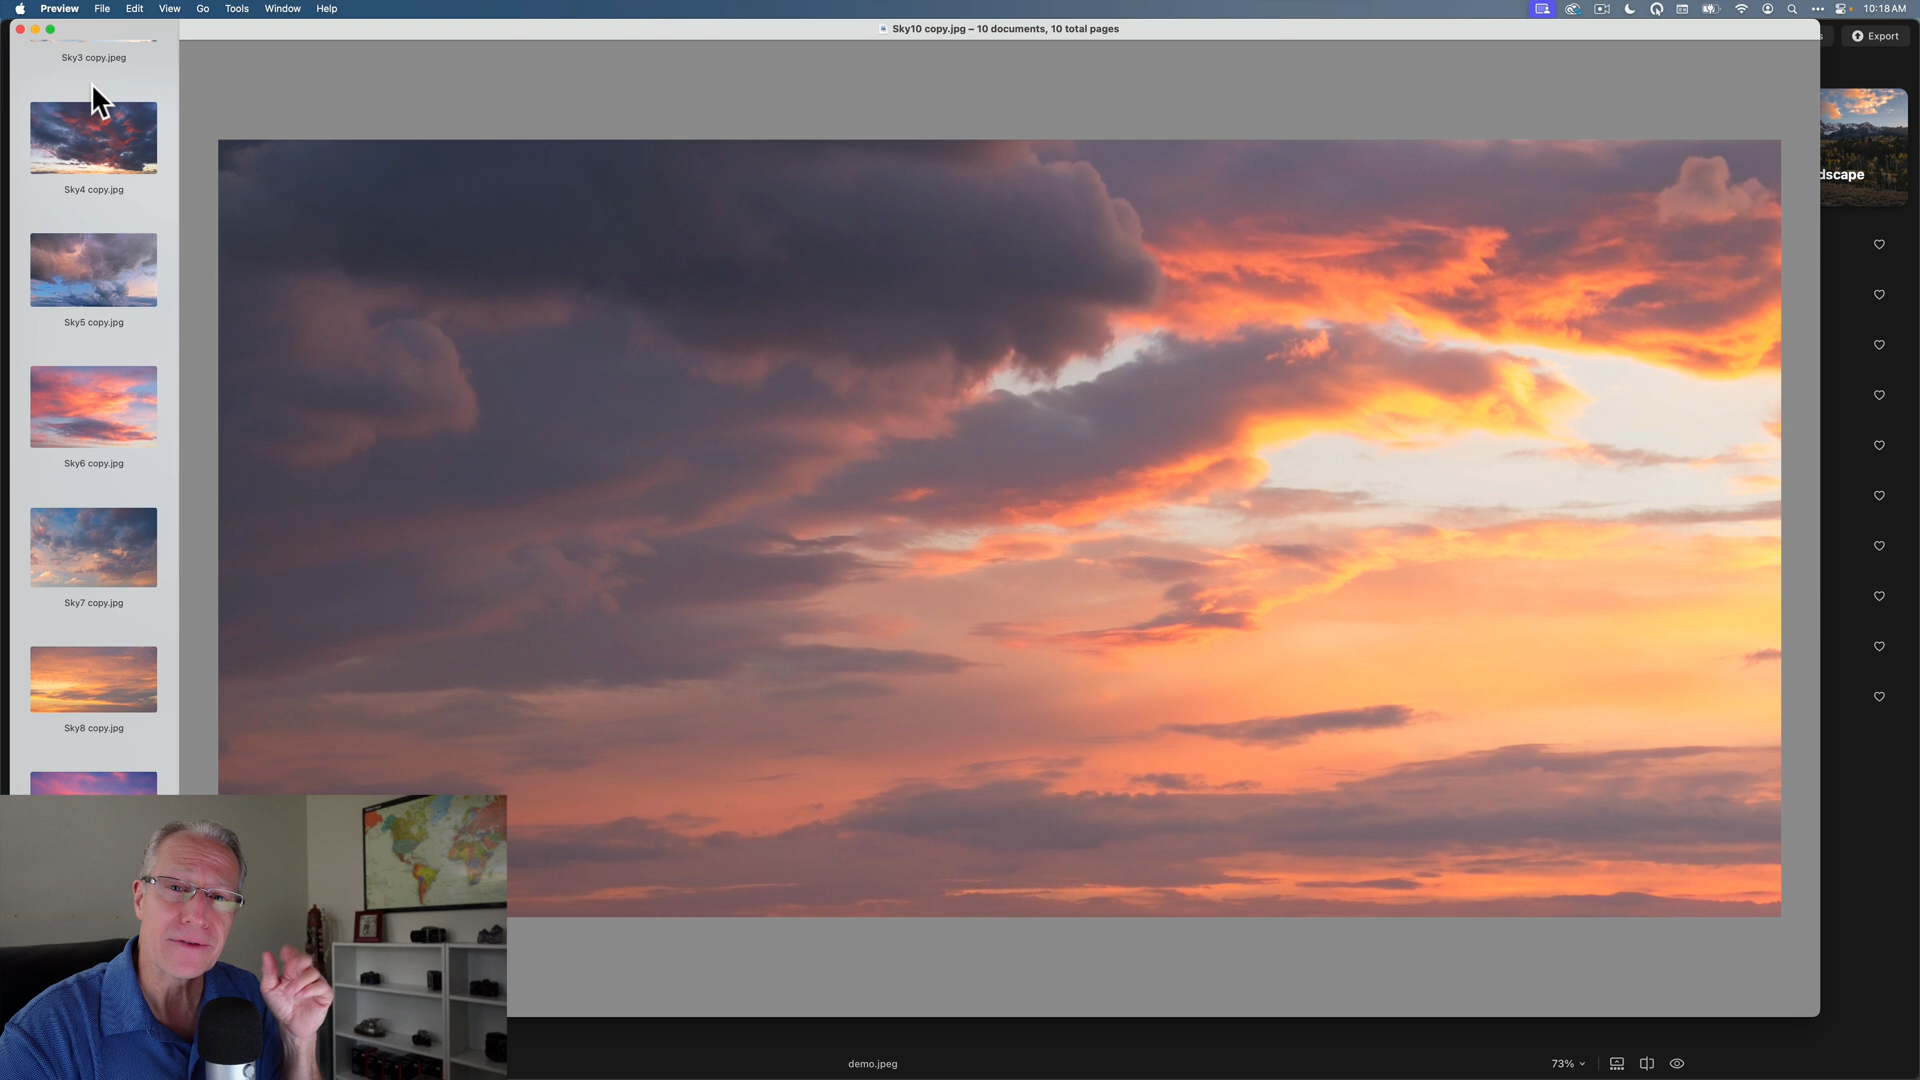 Preview File Edit View Go Tools Window Help
10:18 AM
Sky10 copy.jpg – 10 documents, 10 total pages
Export
Sky3 copy.jpeg
Sky4 copy.jpg
dscape
Sky5 copy.jpg
Sky6 copy.jpg
Sky7 copy.jpg
Sky8 copy.jpg
demo.jpeg
73%